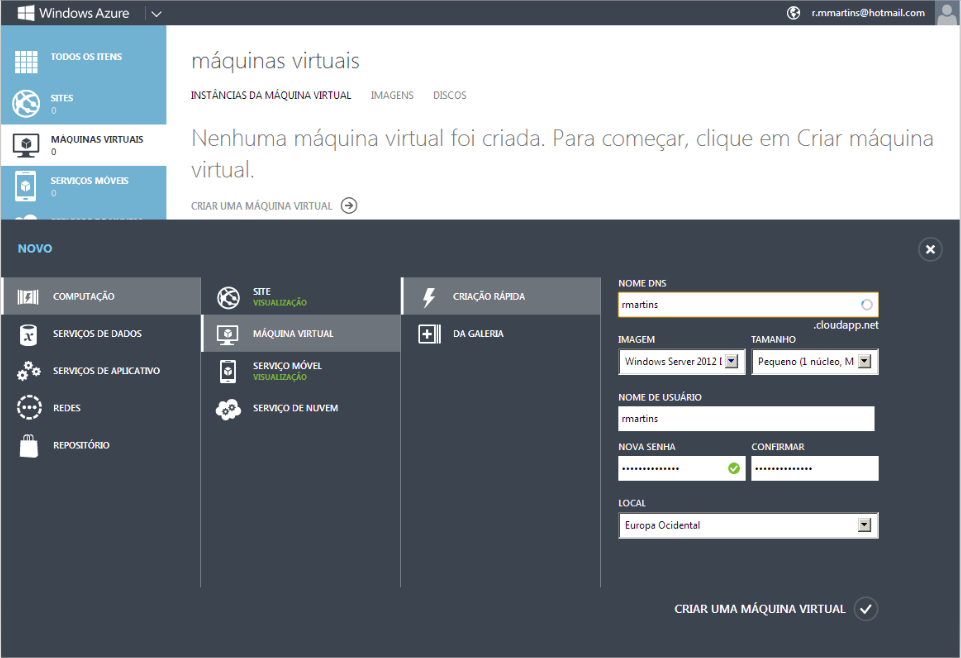 Windows Azure
r.mmartins@hotmail.com
TODOS OS ITENS
SITES
0
MÁQUINAS VIRTUAIS
0
SERVIÇOS MÓVEIS
0
máquinas virtuais
INSTÂNCIAS DA MÁQUINA VIRTUAL IMAGENS DISCOS
Nenhuma máquina virtual foi criada. Para começar, clique em Criar máquina
virtual.
CRIAR UMA MÁQUINA VIRTUAL
NOVO
COMPUTAÇÃO
SERVIÇOS DE DADOS
SERVIÇOS DE APLICATIVO
REDES
REPOSITÓRIO
SITE
VISUALIZAÇÃO
MÁQUINA VIRTUAL
SERVIÇO MÓVEL
VISUALIZAÇÃO
SERVIÇO DE NUVEM
CRIAÇÃO RÁPIDA
DA GALERIA
NOME DNS
rmartins
.cloudapp.net
IMAGEM TAMANHO
Windows Server 2012 Pequeno (1 núcleo, M
NOME DE USUÁRIO
rmartins
NOVA SENHA CONFIRMAR
LOCAL
Europa Ocidental
CRIAR UMA MÁQUINA VIRTUAL